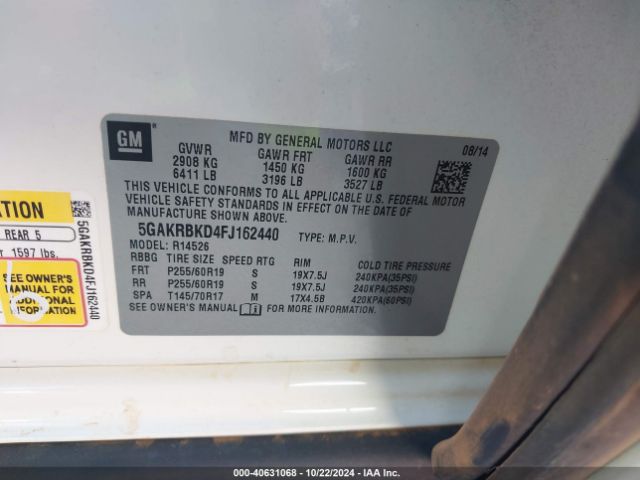 GM
MFD BY GENERAL MOTORS LLC
08/14
GVWR GAWR FRT GAWR RR
2908 KG 1450 KG 1600 KG
6411 LB 3196 LB 3527 LB
THIS VEHICLE CONFORMS TO ALL APPLICABLE U.S. FEDERAL MOTOR
VEHICLE SAFETY STANDARDS IN EFFECT ON THE DATE OF
MANUFACTURE SHOWN ABOVE.
5GAKRBKD4FJ162440 TYPE: M.P.V.
MODEL: R14526
RBBG TIRE SIZE SPEED RTG RIM COLD TIRE PRESSURE
FRT P255/60R19 S 19X7.5J 240KPA(35PSI)
RR P255/60R19 S 19X7.5J 240KPA(35PSI)
SPA T145/70R17 M 17X4.5B 420KPA(60PSI)
SEE OWNER'S MANUAL FOR MORE INFORMATION.
ATION
REAR 5
1597 lbs.
SEE OWNER'S
MANUAL FOR
ADDITIONAL
INFORMATION
5GAKRBKD4FJ162440
000-40631068 - 10/22/2024 - IAA Inc.